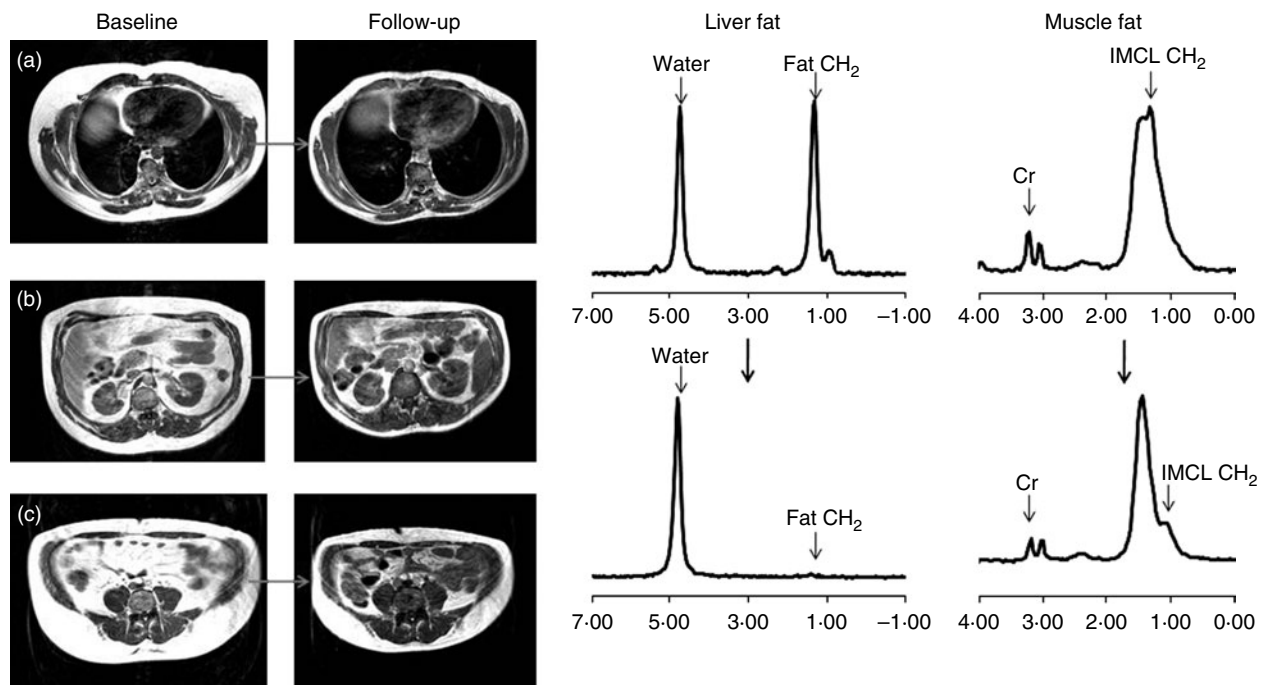 Baseline
Follow-up
Liver fat
Muscle fat
(a)
(b)
(c)
Water
Fat CH₂
7·00 5·00 3·00 1·00 –1·00
IMCL CH₂
Cr
4·00 3·00 2·00 1·00 0·00
Water
Fat CH₂
7·00 5·00 3·00 1·00 –1·00
Cr
IMCL CH₂
4·00 3·00 2·00 1·00 0·00